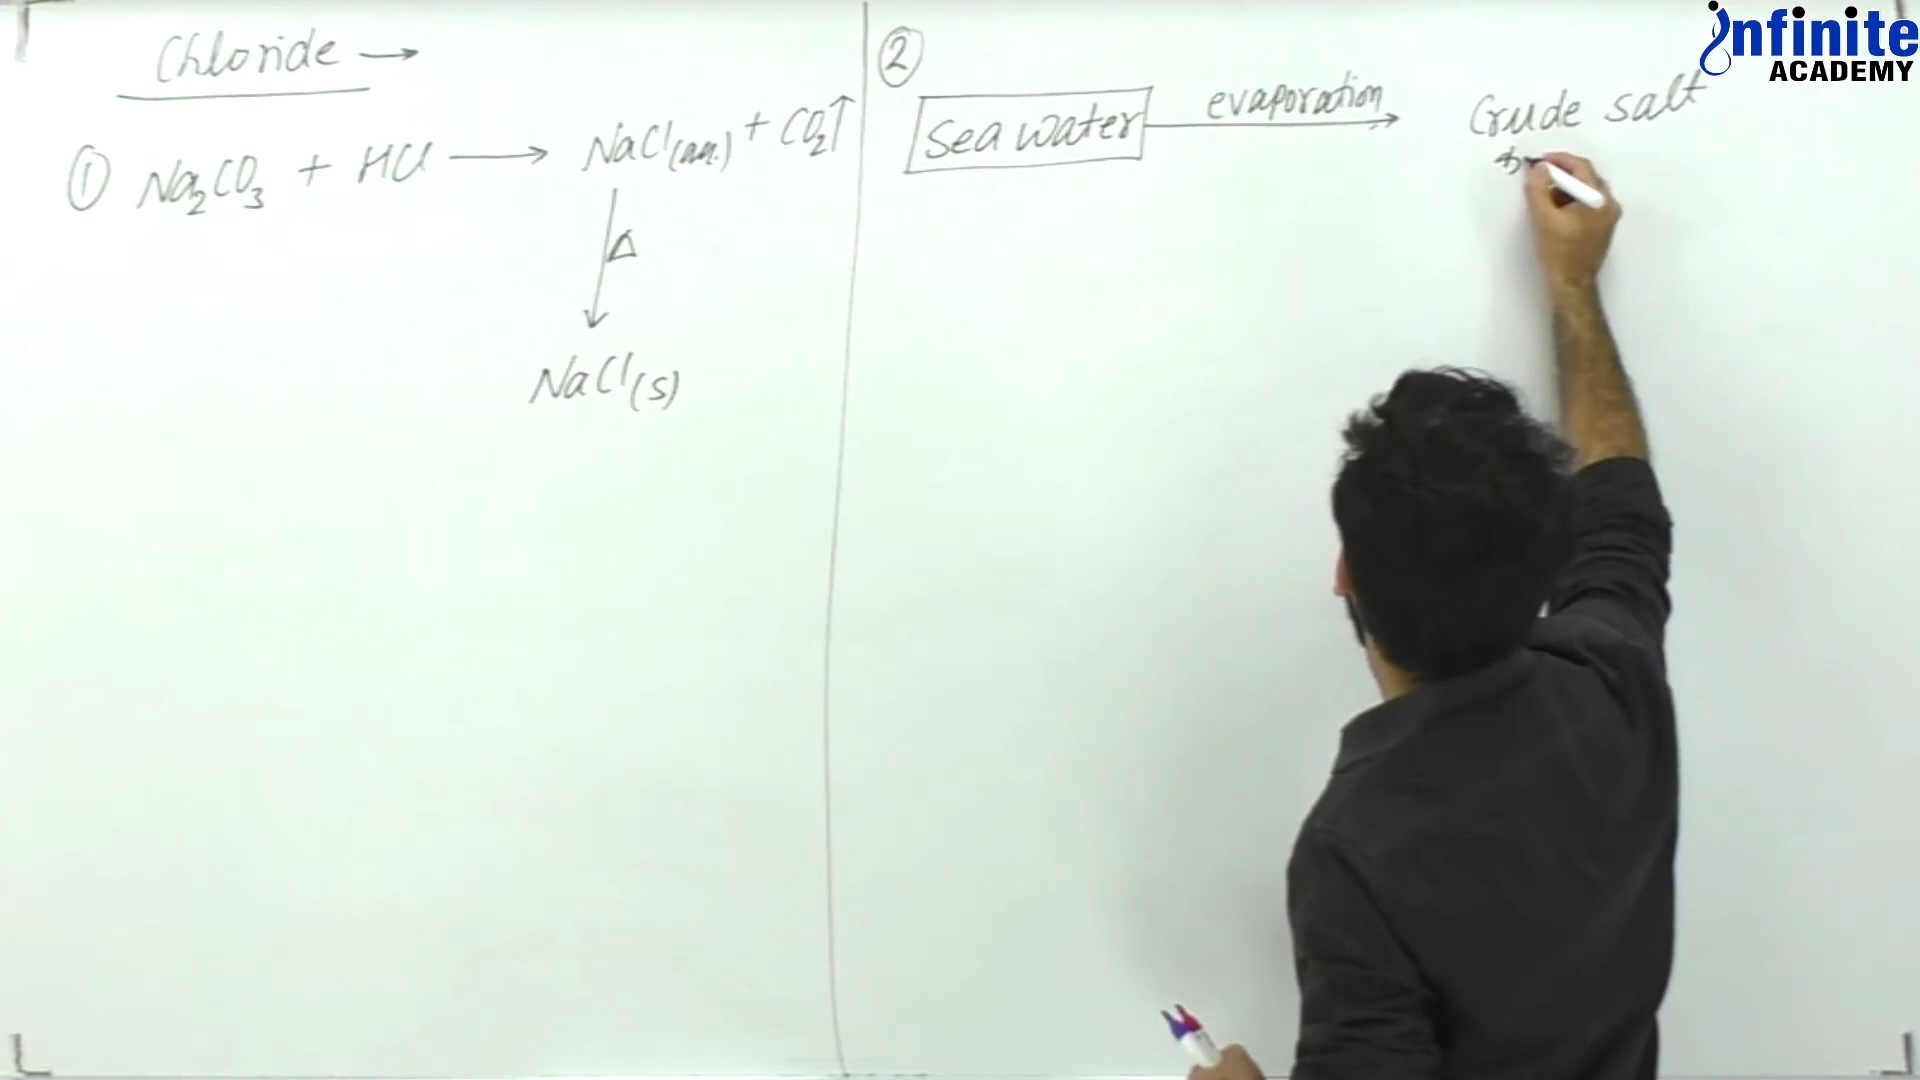 Chloride →
① Na₂CO₃ + HCl → NaCl(aq.) + CO₂↑
Δ
NaCl(s)
②
Sea water evaporation → Crude salt
infinite
ACADEMY